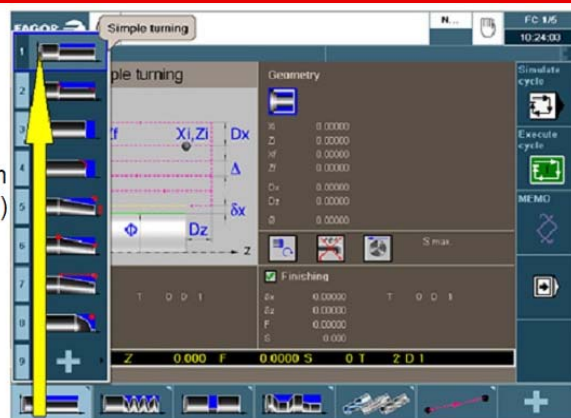 FAGOR
Simple turning
N...
FC 1/5
10:24:00
1
ple turning
Geometry
Simulate
cycle
2
3
Zf
Xi,Zi
Dx
Xi 0.00000
Zi 0.00000
Xf 0.00000
Zf 0.00000
Execute
cycle
4
Δ
n
)
5
δx
Dx 0.00000
Dz 0.00000
Ø 0.00000
MEMO
Φ
Dz
6
z
S max.
7
Finishing
T D D 1
δx 0.00000 T 0 D 1
δz 0.00000
F 0.00000
S 0.000
8
9
Z 0.000 F 0.0000 S 0 T 2 D 1